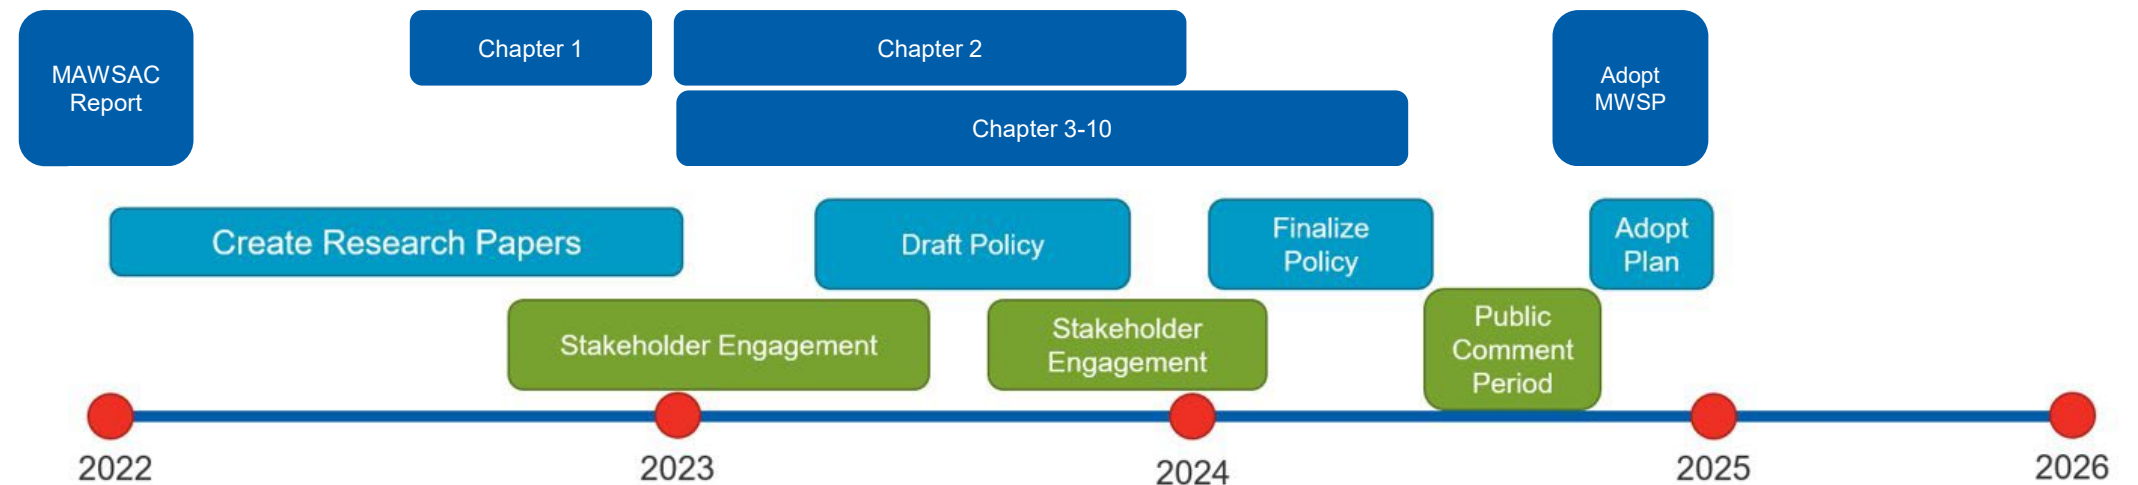 MAWSAC
Report
Chapter 1
Chapter 2
Chapter 3-10
Adopt
MWSP
Create Research Papers
Draft Policy
Finalize
Policy
Adopt
Plan
Stakeholder Engagement
Stakeholder
Engagement
Public
Comment
Period
2022
2023
2024
2025
2026